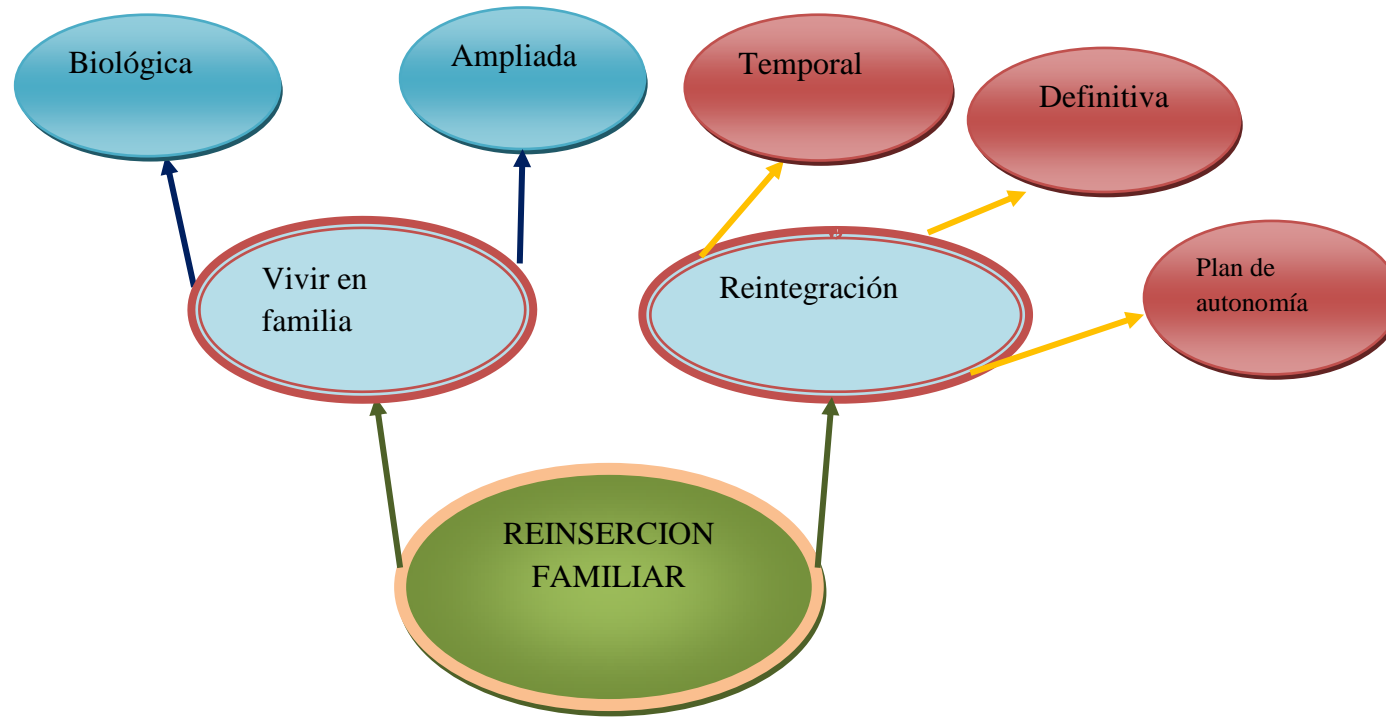 Biológica
Ampliada
Temporal
Definitiva
Vivir en
familia
Reintegración
Plan de
autonomía
REINSERCION
FAMILIAR